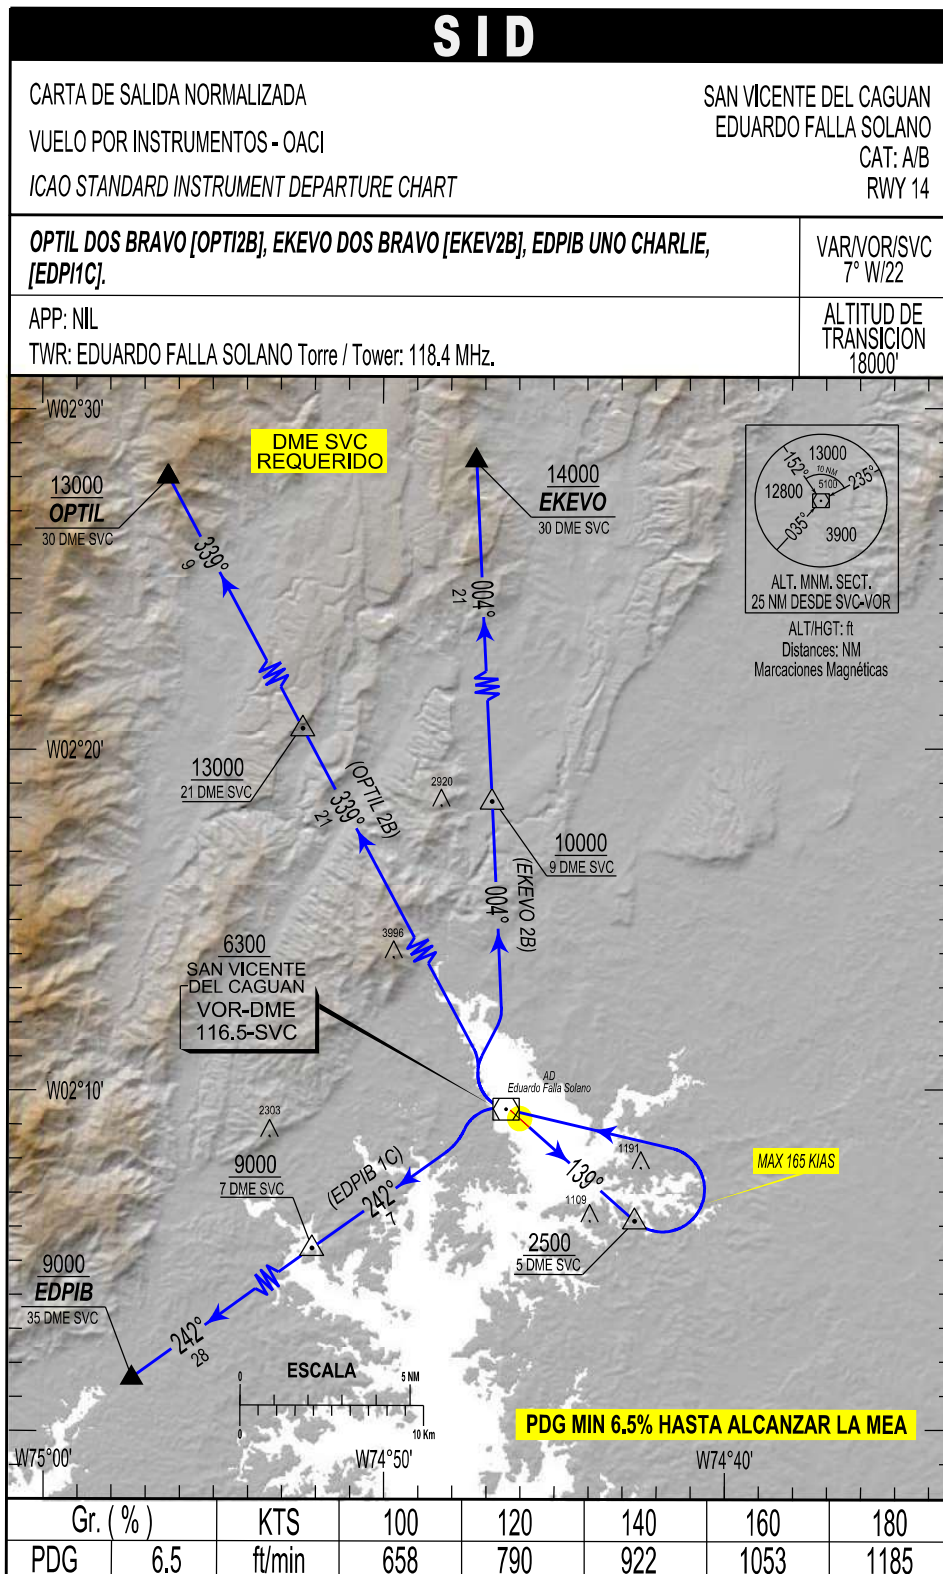 SID
CARTA DE SALIDA NORMALIZADA
VUELO POR INSTRUMENTOS - OACI
ICAO STANDARD INSTRUMENT DEPARTURE CHART
SAN VICENTE DEL CAGUAN
EDUARDO FALLA SOLANO
CAT: A/B
RWY 14
OPTIL DOS BRAVO [OPTI2B], EKEVO DOS BRAVO [EKEV2B], EDPIB UNO CHARLIE,
[EDPI1C].
VAR/VOR/SVC
7° W/22
APP: NIL
TWR: EDUARDO FALLA SOLANO Torre / Tower: 118.4 MHz.
ALTITUD DE
TRANSICION
18000'
W02°30'
DME SVC
REQUERIDO
13000
OPTIL
30 DME SVC
14000
EKEVO
30 DME SVC
152°
13000
10 NM
5100
235°
12800
035°
3900
ALT. MNM. SECT.
25 NM DESDE SVC-VOR
ALT/HGT: ft
Distances: NM
Marcaciones Magnéticas
339°
9
004°
21
W02°20'
13000
21 DME SVC
(OPTIL 2B)
339°
21
2920
10000
9 DME SVC
004°
(EKEVO 2B)
3996
6300
SAN VICENTE
DEL CAGUAN
VOR-DME
116.5-SVC
W02°10'
AD
Eduardo Falla Solano
2303
1191
MAX 165 KIAS
139°
1109
2500
5 DME SVC
9000
7 DME SVC
(EDPIB 1C)
242°
7
9000
EDPIB
35 DME SVC
242°
28
ESCALA
0
5 NM
0
10 Km
PDG MIN 6.5% HASTA ALCANZAR LA MEA
W75°00'
W74°50'
W74°40'
Gr. ( % ) KTS 100 120 140 160 180
PDG 6.5 ft/min 658 790 922 1053 1185